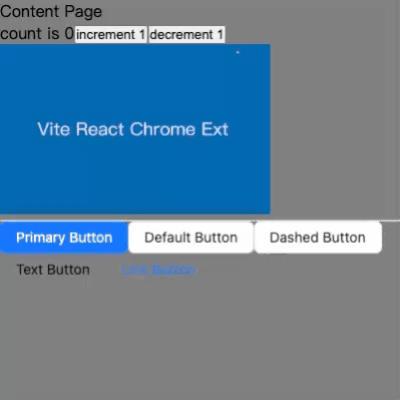 Content Page
count is 0 increment 1 decrement 1
Vite React Chrome Ext
Primary Button Default Button Dashed Button
Text Button Link Button